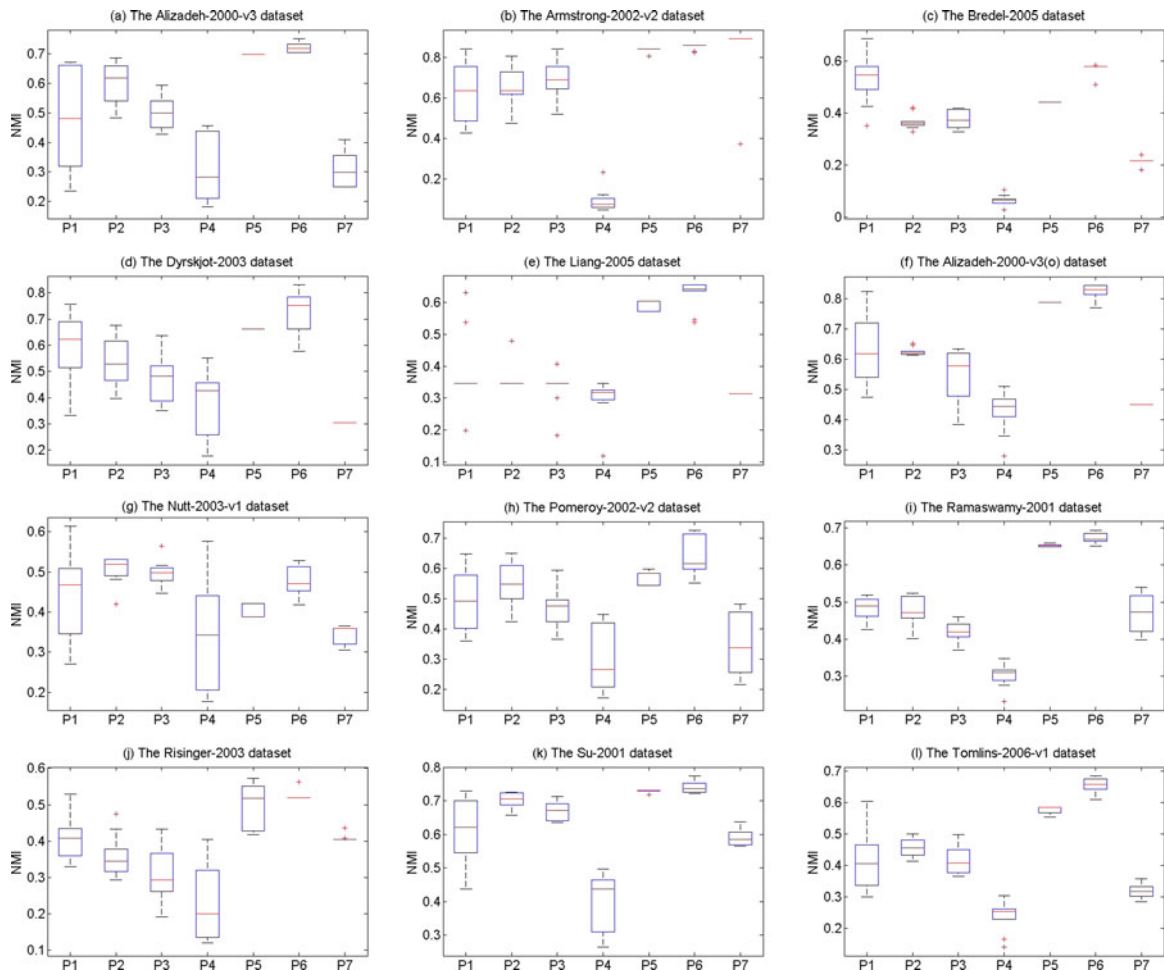 (a) The Alizadeh-2000-v3 dataset
NMI
0.7
0.6
0.5
0.4
0.3
0.2
P1 P2 P3 P4 P5 P6 P7
(b) The Armstrong-2002-v2 dataset
NMI
0.8
0.6
0.4
0.2
P1 P2 P3 P4 P5 P6 P7
(c) The Bredel-2005 dataset
NMI
0.6
0.4
0.2
0
P1 P2 P3 P4 P5 P6 P7
(d) The Dyrskjot-2003 dataset
NMI
0.8
0.7
0.6
0.5
0.4
0.3
0.2
P1 P2 P3 P4 P5 P6 P7
(e) The Liang-2005 dataset
NMI
0.6
0.5
0.4
0.3
0.2
0.1
P1 P2 P3 P4 P5 P6 P7
(f) The Alizadeh-2000-v3(o) dataset
NMI
0.8
0.7
0.6
0.5
0.4
0.3
P1 P2 P3 P4 P5 P6 P7
(g) The Nutt-2003-v1 dataset
NMI
0.6
0.5
0.4
0.3
0.2
P1 P2 P3 P4 P5 P6 P7
(h) The Pomeroy-2002-v2 dataset
NMI
0.7
0.6
0.5
0.4
0.3
0.2
P1 P2 P3 P4 P5 P6 P7
(i) The Ramaswamy-2001 dataset
NMI
0.7
0.6
0.5
0.4
0.3
P1 P2 P3 P4 P5 P6 P7
(j) The Risinger-2003 dataset
NMI
0.6
0.5
0.4
0.3
0.2
0.1
P1 P2 P3 P4 P5 P6 P7
(k) The Su-2001 dataset
NMI
0.8
0.7
0.6
0.5
0.4
0.3
P1 P2 P3 P4 P5 P6 P7
(l) The Tomlins-2006-v1 dataset
NMI
0.7
0.6
0.5
0.4
0.3
0.2
P1 P2 P3 P4 P5 P6 P7